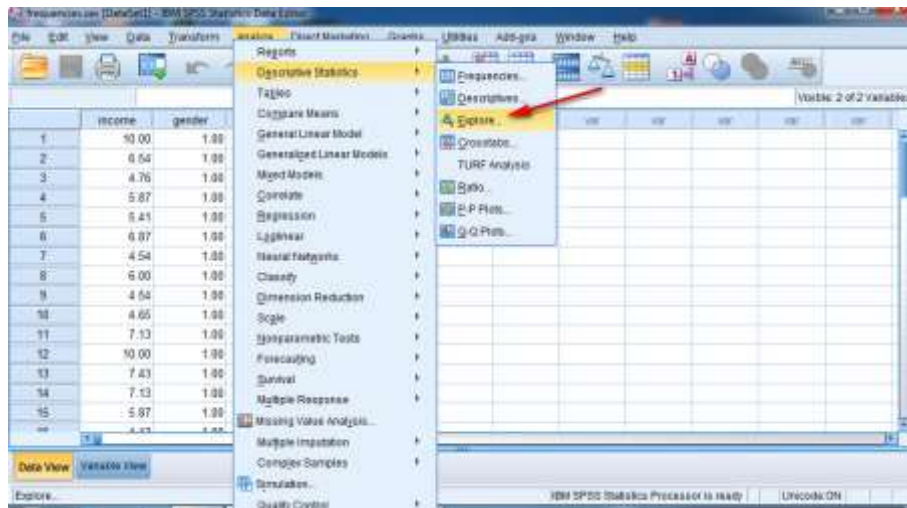 frequencies.sav [DataSet1] - IBM SPSS Statistics Data Editor
File Edit View Data Transform Analyze Direct Marketing Graphs Utilities Add-ons Window Help
Visible: 2 of 2 Variables
income gender var var var var var
1 10.00 1.00
2 6.54 1.00
3 4.76 1.00
4 5.87 1.00
5 5.41 1.00
6 6.87 1.00
7 4.54 1.00
8 6.00 1.00
9 4.54 1.00
10 4.65 1.00
11 7.13 1.00
12 10.00 1.00
13 7.43 1.00
14 7.13 1.00
15 5.87 1.00
Reports
Descriptive Statistics
Tables
Compare Means
General Linear Model
Generalized Linear Models
Mixed Models
Correlate
Regression
Loglinear
Neural Networks
Classify
Dimension Reduction
Scale
Nonparametric Tests
Forecasting
Survival
Multiple Response
Missing Value Analysis...
Multiple Imputation
Complex Samples
Simulation...
Quality Control
Frequencies...
Descriptives...
Explore...
Crosstabs...
TURF Analysis
Ratio...
P-P Plots...
Q-Q Plots...
Data View Variable View
Explore... IBM SPSS Statistics Processor is ready Unicode:ON